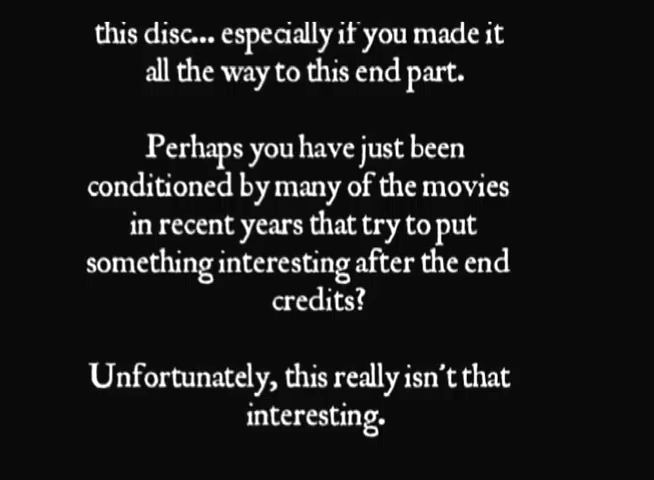 this disc... especially if you made it
all the way to this end part.
Perhaps you have just been
conditioned by many of the movies
in recent years that try to put
something interesting after the end
credits?
Unfortunately, this really isn't that
interesting.